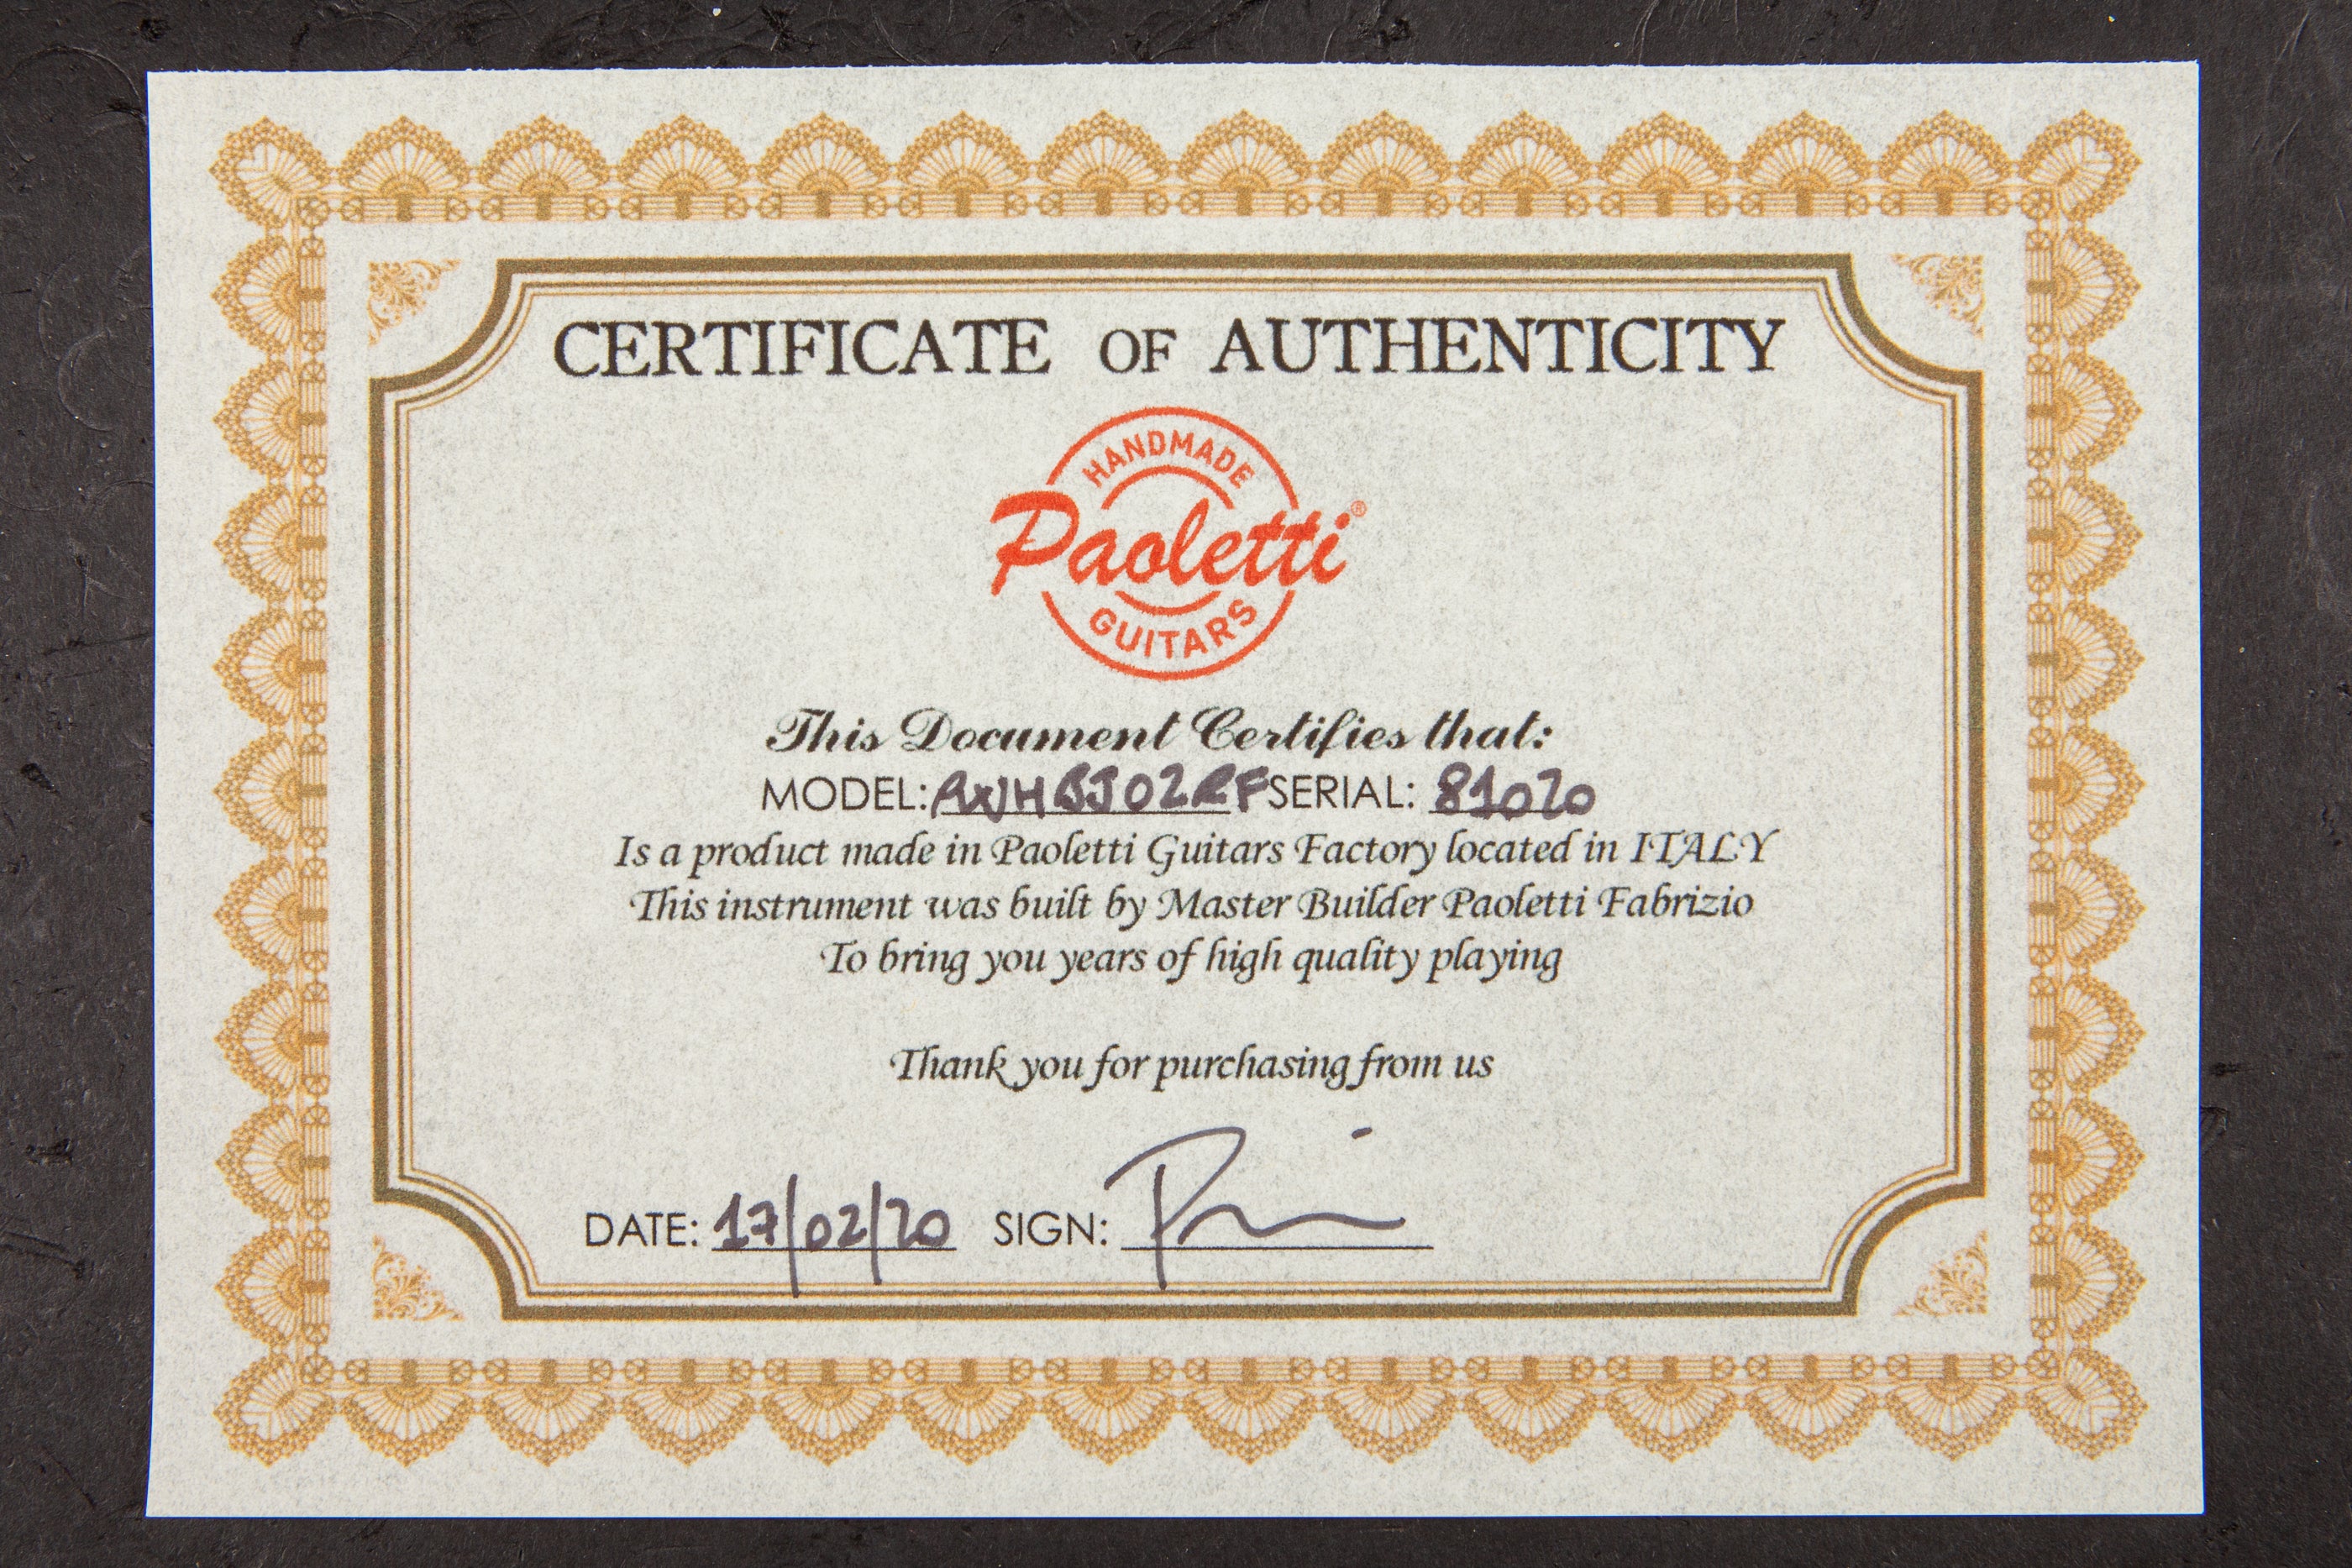 CERTIFICATE OF AUTHENTICITY
HANDMADE
Paoletti®
GUITARS
This Document Certifies that:
MODEL: SERIAL: 81020
Is a product made in Paoletti Guitars Factory located in ITALY
This instrument was built by Master Builder Paoletti Fabrizio
To bring you years of high quality playing
Thank you for purchasing from us
DATE: 17/02/20 SIGN: